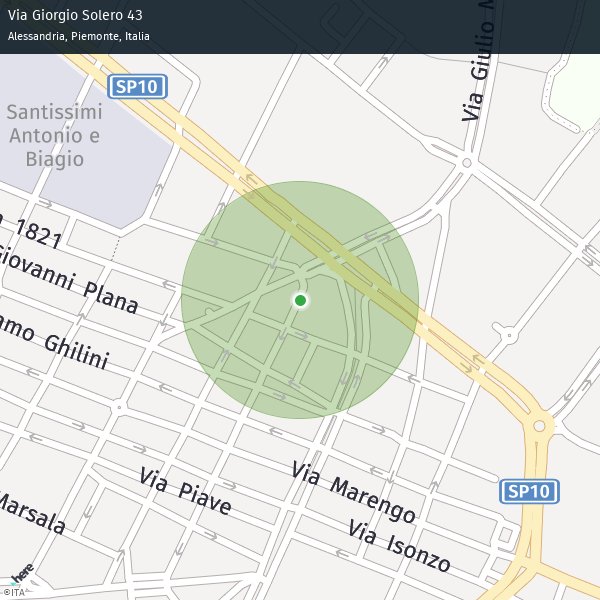 Via Giorgio Solero 43
Alessandria, Piemonte, Italia
SP10
Via Giulio
Santissimi
Antonio e
Biagio
1821
Giovanni Plana
Ghilini
Via Piave
Via Marengo
SP10
Marsala
Via Isonzo
here
©ITA